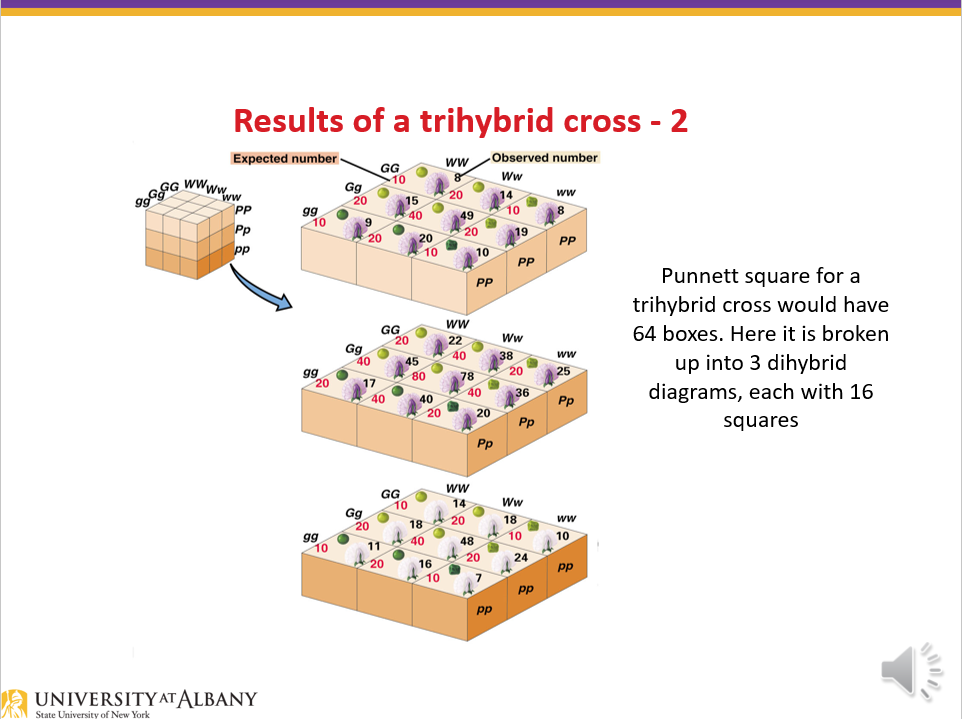 Results of a trihybrid cross - 2
Expected number
Observed number
gg Gg GG WW Ww ww
PP
Pp
pp
GG WW
10 8
Gg Ww
20 15 20 14
gg ww
10 9 40 49 10 8
20 20 20 19
10 10
PP PP PP
GG WW
20 22
Gg Ww
40 45 40 38
gg ww
20 17 80 78 20 25
40 40 40 36
20 20
Pp Pp Pp
GG WW
10 14
Gg Ww
20 18 20 18
gg ww
10 11 40 48 10 10
20 16 20 24
10 7
pp pp pp
Punnett square for a
trihybrid cross would have
64 boxes. Here it is broken
up into 3 dihybrid
diagrams, each with 16
squares
UNIVERSITY AT ALBANY
State University of New York